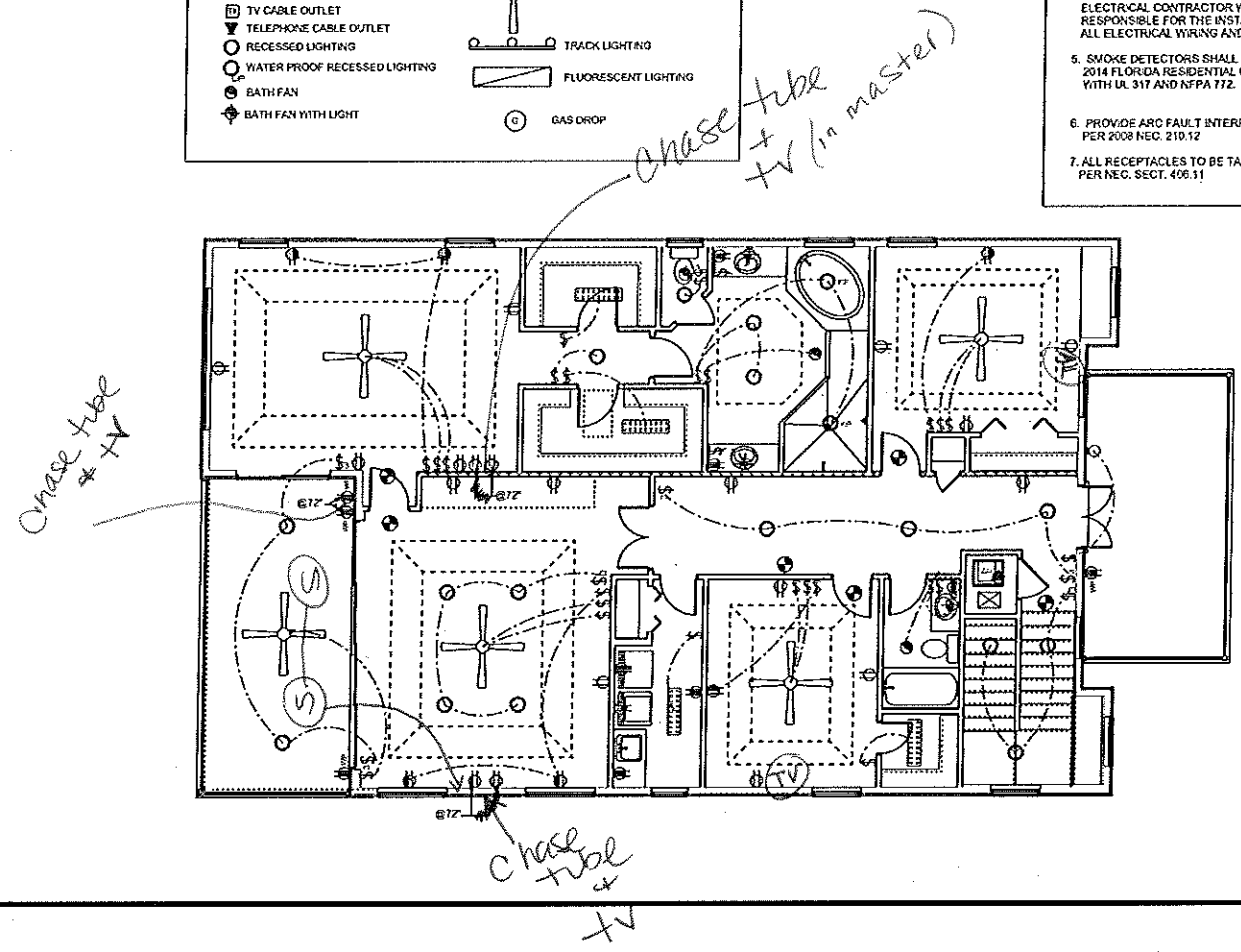 TV CABLE OUTLET
TELEPHONE CABLE OUTLET
RECESSED LIGHTING
WATER PROOF RECESSED LIGHTING
BATH FAN
BATH FAN WITH LIGHT
TRACK LIGHTING
FLUORESCENT LIGHTING
G GAS DROP
ELECTRICAL CONTRACTOR
RESPONSIBLE FOR THE INST
ALL ELECTRICAL WIRING AND
5. SMOKE DETECTORS SHALL
2014 FLORIDA RESIDENTIAL
WITH UL 317 AND NFPA 772.
6. PROVIDE ARC FAULT INTERR
PER 2008 NEC. 210.12
7. ALL RECEPTACLES TO BE TA
PER NEC. SECT. 406.11
chase tube
+
tv (in master)
Chase tube
+ tv
@72"
@72"
TV
S
S
TV
@72"
chase
tube
+
tv